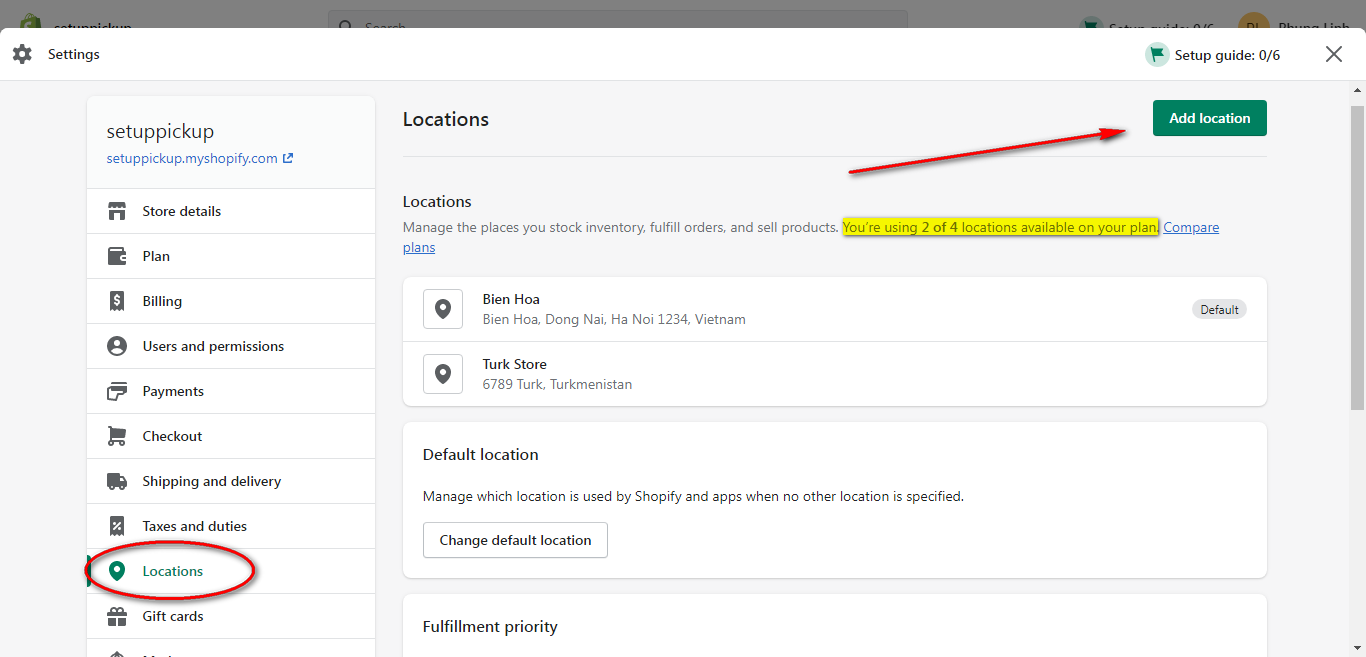 setuppickup
Search
Setup guide: 0/6
Phung Linh
Settings
Setup guide: 0/6
setuppickup
setuppickup.myshopify.com
Store details
Plan
Billing
Users and permissions
Payments
Checkout
Shipping and delivery
Taxes and duties
Locations
Gift cards
Locations
Add location
Locations
Manage the places you stock inventory, fulfill orders, and sell products. You're using 2 of 4 locations available on your plan. Compare
plans
Bien Hoa
Bien Hoa, Dong Nai, Ha Noi 1234, Vietnam
Default
Turk Store
6789 Turk, Turkmenistan
Default location
Manage which location is used by Shopify and apps when no other location is specified.
Change default location
Fulfillment priority